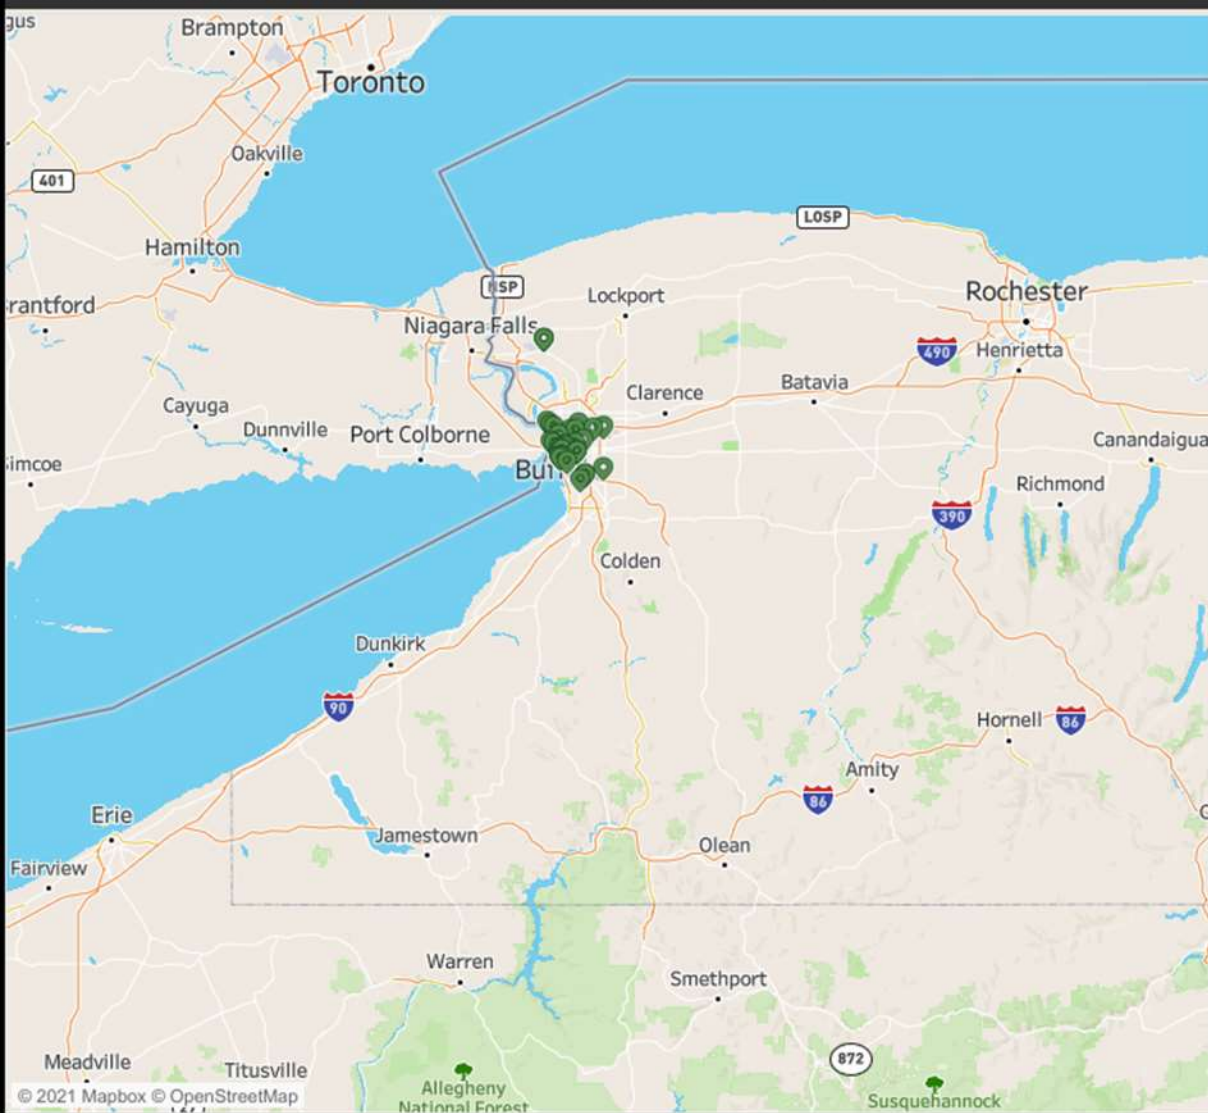 gus
Brampton
Toronto
Oakville
401
LOSP
Hamilton
NSP
Lockport
Rochester
rantford
Niagara Falls
490
Henrietta
Clarence
Batavia
Cayuga
Dunnville
Port Colborne
Canandaigua
Simcoe
Buff
Richmond
390
Colden
Dunkirk
90
Hornell
86
Amity
86
Erie
Jamestown
Olean
Fairview
Warren
Smethport
872
Meadville
Titusville
Allegheny
National Forest
Susquehannock
© 2021 Mapbox © OpenStreetMap